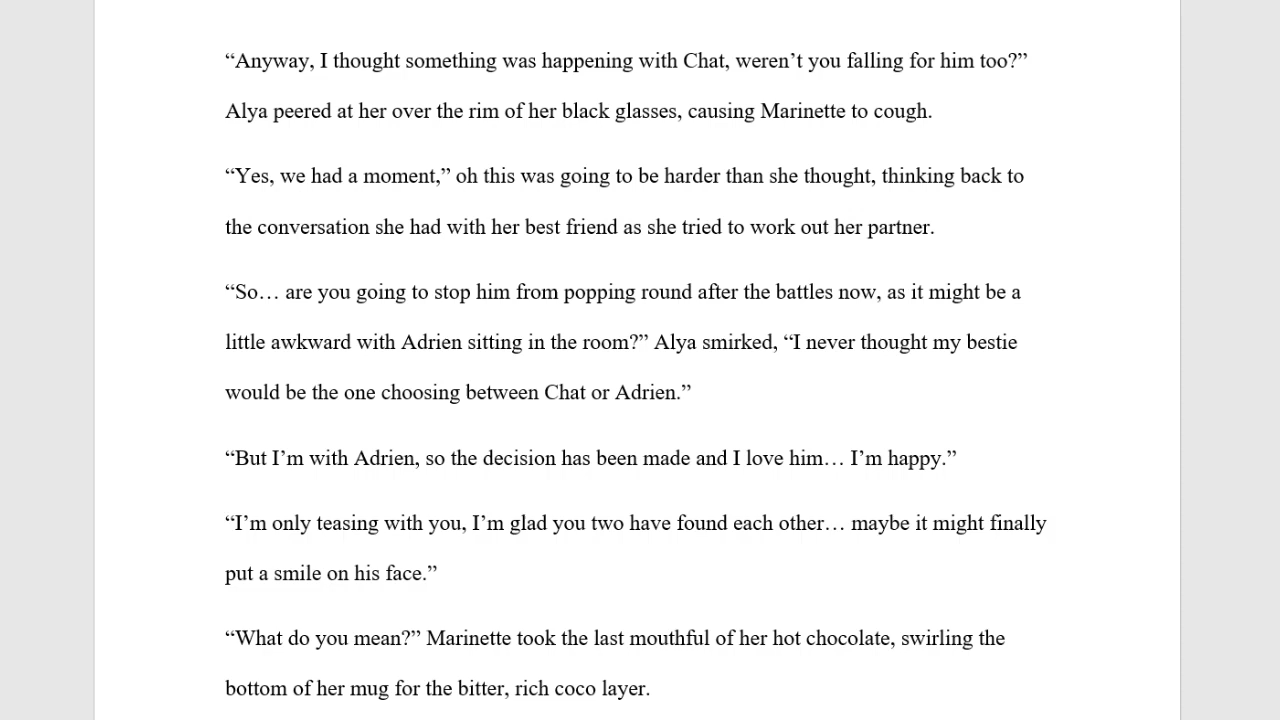 “Anyway, I thought something was happening with Chat, weren’t you falling for him too?”
Alya peered at her over the rim of her black glasses, causing Marinette to cough.
“Yes, we had a moment,” oh this was going to be harder than she thought, thinking back to
the conversation she had with her best friend as she tried to work out her partner.
“So… are you going to stop him from popping round after the battles now, as it might be a
little awkward with Adrien sitting in the room?” Alya smirked, “I never thought my bestie
would be the one choosing between Chat or Adrien.”
“But I’m with Adrien, so the decision has been made and I love him… I’m happy.”
“I’m only teasing with you, I’m glad you two have found each other… maybe it might finally
put a smile on his face.”
“What do you mean?” Marinette took the last mouthful of her hot chocolate, swirling the
bottom of her mug for the bitter, rich coco layer.